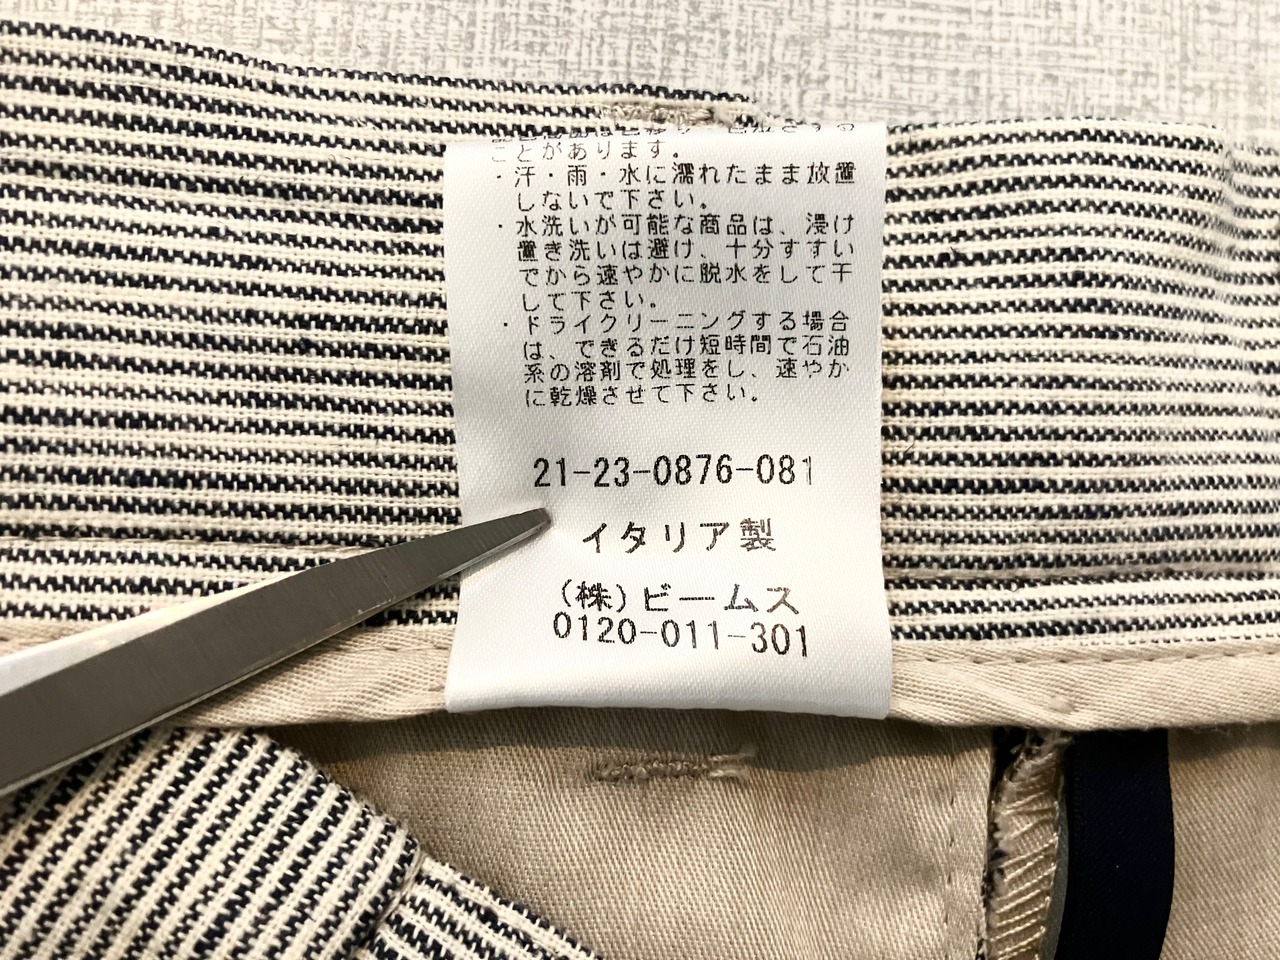 ことがあります。
・汗・雨・水に濡れたまま放置
しないで下さい。
・水洗いが可能な商品は、浸け
置き洗いは避け、十分すすい
でから速やかに脱水をして干
して下さい。
・ドライクリーニングする場合
は、できるだけ短時間で石油
系の溶剤で処理をし、速やか
に乾燥させて下さい。
21-23-0876-081
イタリア製
(株)ビームス
0120-011-301